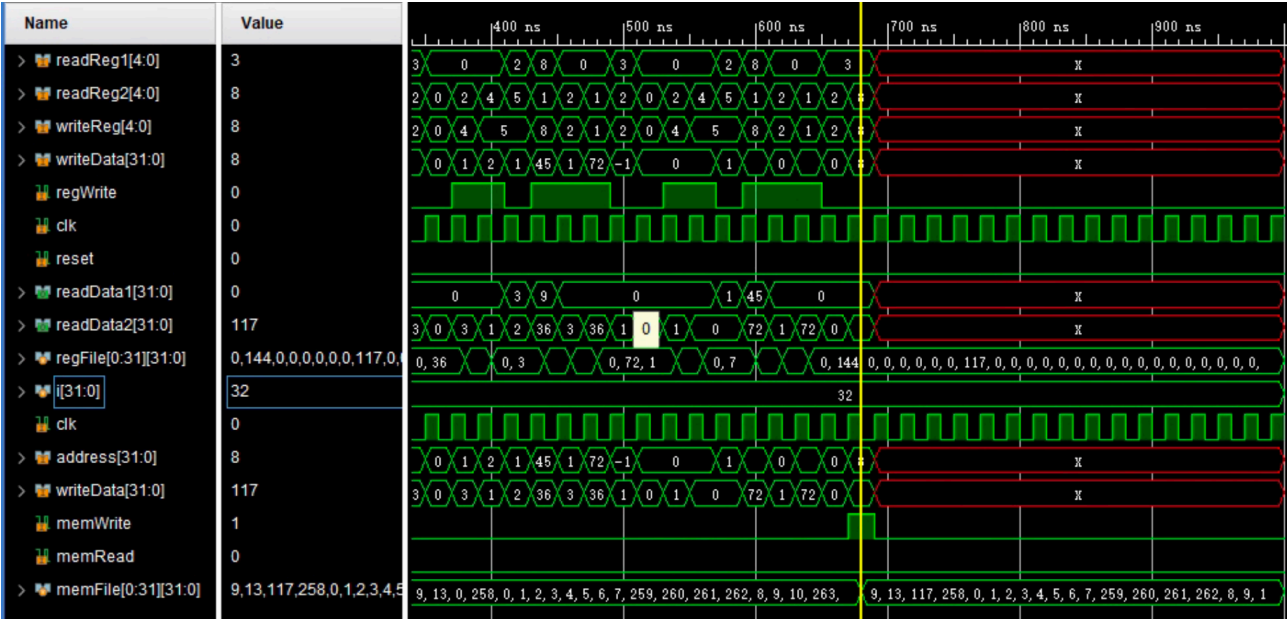 Name Value 400 ns 500 ns 600 ns 700 ns 800 ns 900 ns
readReg1[4:0] 3 3 0 2 8 0 3 0 2 8 0 3 X
readReg2[4:0] 8 2 0 2 4 5 1 2 1 2 0 2 4 5 1 2 1 2 8 X
writeReg[4:0] 8 2 0 4 5 8 2 1 2 0 4 5 8 2 1 2 8 X
writeData[31:0] 8 0 1 2 1 45 1 72 -1 0 1 0 0 8 X
regWrite 0
clk 0
reset 0
readData1[31:0] 0 0 3 9 0 1 45 0 X
readData2[31:0] 117 3 0 3 1 2 36 3 36 1 0 1 0 72 1 72 0 X
regFile[0:31][31:0] 0,144,0,0,0,0,0,0,117,0, 0, 36 0, 3 0, 72, 1 0, 7 0, 144 0, 0, 0, 0, 0, 0, 117, 0, 0, 0, 0, 0, 0, 0, 0, 0, 0, 0, 0, 0, 0, 0, 0,
i[31:0] 32 32
clk 0
address[31:0] 8 0 1 2 1 45 1 72 -1 0 1 0 0 8 X
writeData[31:0] 117 3 0 3 1 2 36 3 36 1 0 1 0 72 1 72 0 X
memWrite 1
memRead 0
memFile[0:31][31:0] 9,13,117,258,0,1,2,3,4,5 9, 13, 0, 258, 0, 1, 2, 3, 4, 5, 6, 7, 259, 260, 261, 262, 8, 9, 10, 263, 9, 13, 117, 258, 0, 1, 2, 3, 4, 5, 6, 7, 259, 260, 261, 262, 8, 9, 1